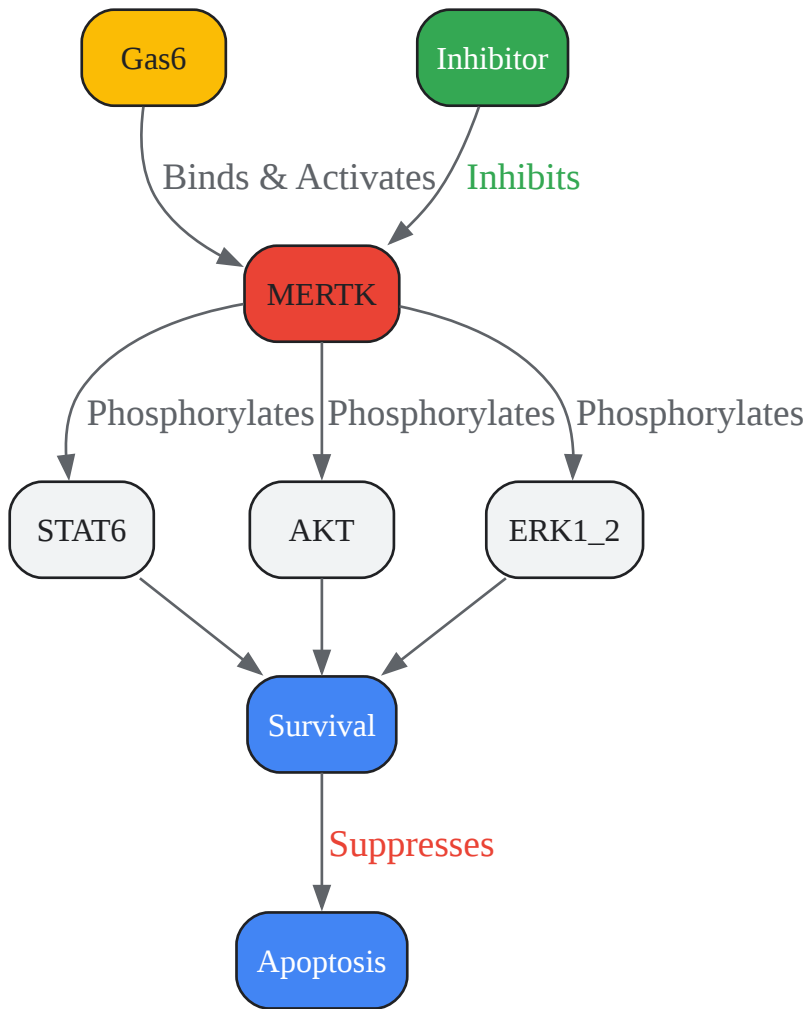 Gas6
Inhibitor
Binds & Activates
Inhibits
MERTK
Phosphorylates
Phosphorylates
Phosphorylates
STAT6
AKT
ERK1_2
Survival
Suppresses
Apoptosis